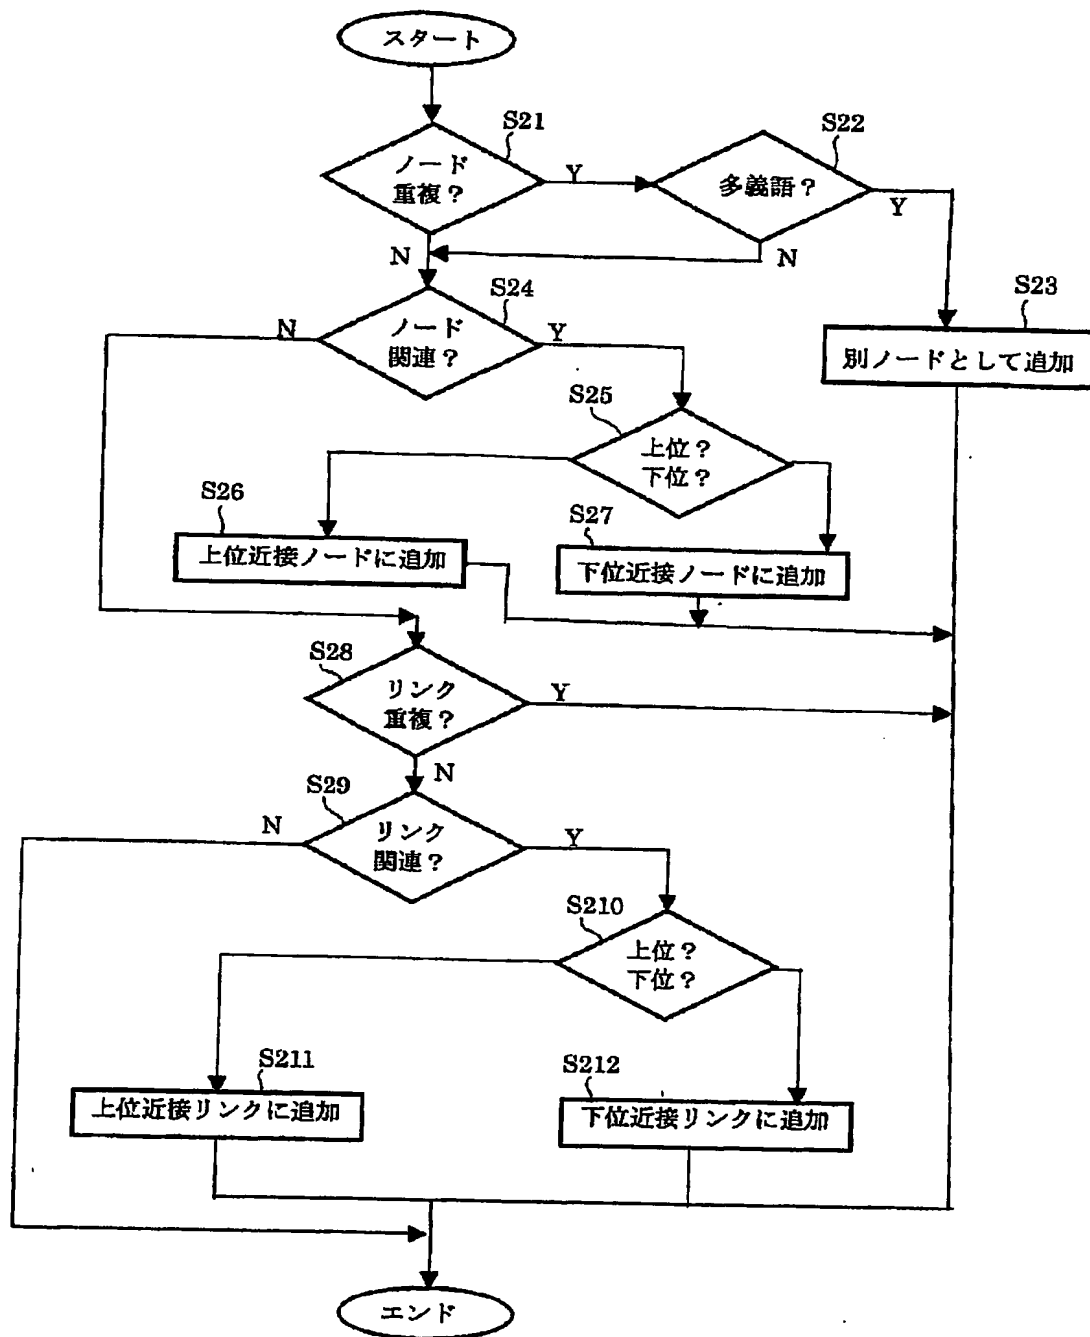 スタート
S21
ノード
重複？
Y
S22
多義語？
Y
N
N
S23
別ノードとして追加
S24
ノード
関連？
N
Y
S25
上位？
下位？
S26
上位近接ノードに追加
S27
下位近接ノードに追加
S28
リンク
重複？
Y
N
S29
リンク
関連？
N
Y
S210
上位？
下位？
S211
上位近接リンクに追加
S212
下位近接リンクに追加
エンド